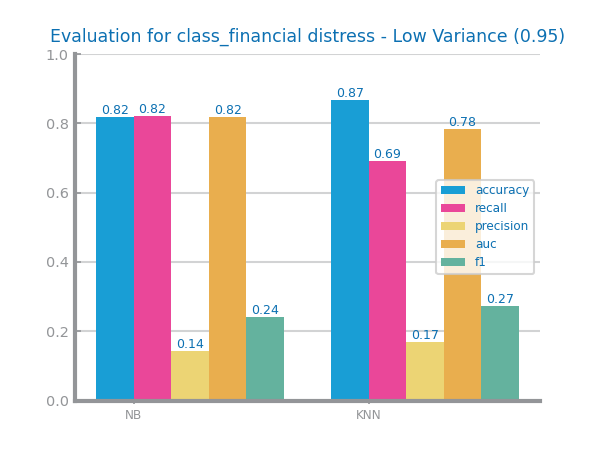 Evaluation for class_financial distress - Low Variance (0.95)
1.0
0.8
0.6
0.4
0.2
0.0
0.82
0.82
0.14
0.82
0.24
0.87
0.69
0.17
0.78
0.27
accuracy
recall
precision
auc
f1
NB
KNN